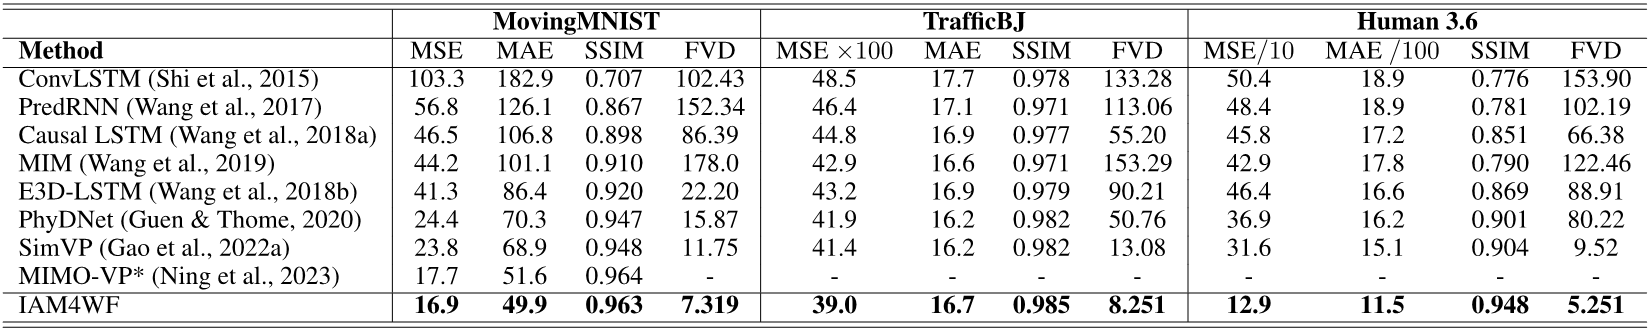 MovingMNIST TrafficBJ Human 3.6
Method MSE MAE SSIM FVD MSE ×100 MAE SSIM FVD MSE/10 MAE /100 SSIM FVD
ConvLSTM (Shi et al., 2015) 103.3 182.9 0.707 102.43 48.5 17.7 0.978 133.28 50.4 18.9 0.776 153.90
PredRNN (Wang et al., 2017) 56.8 126.1 0.867 152.34 46.4 17.1 0.971 113.06 48.4 18.9 0.781 102.19
Causal LSTM (Wang et al., 2018a) 46.5 106.8 0.898 86.39 44.8 16.9 0.977 55.20 45.8 17.2 0.851 66.38
MIM (Wang et al., 2019) 44.2 101.1 0.910 178.0 42.9 16.6 0.971 153.29 42.9 17.8 0.790 122.46
E3D-LSTM (Wang et al., 2018b) 41.3 86.4 0.920 22.20 43.2 16.9 0.979 90.21 46.4 16.6 0.869 88.91
PhyDNet (Guen & Thome, 2020) 24.4 70.3 0.947 15.87 41.9 16.2 0.982 50.76 36.9 16.2 0.901 80.22
SimVP (Gao et al., 2022a) 23.8 68.9 0.948 11.75 41.4 16.2 0.982 13.08 31.6 15.1 0.904 9.52
MIMO-VP* (Ning et al., 2023) 17.7 51.6 0.964 - - - - - - - - -
IAM4WF 16.9 49.9 0.963 7.319 39.0 16.7 0.985 8.251 12.9 11.5 0.948 5.251